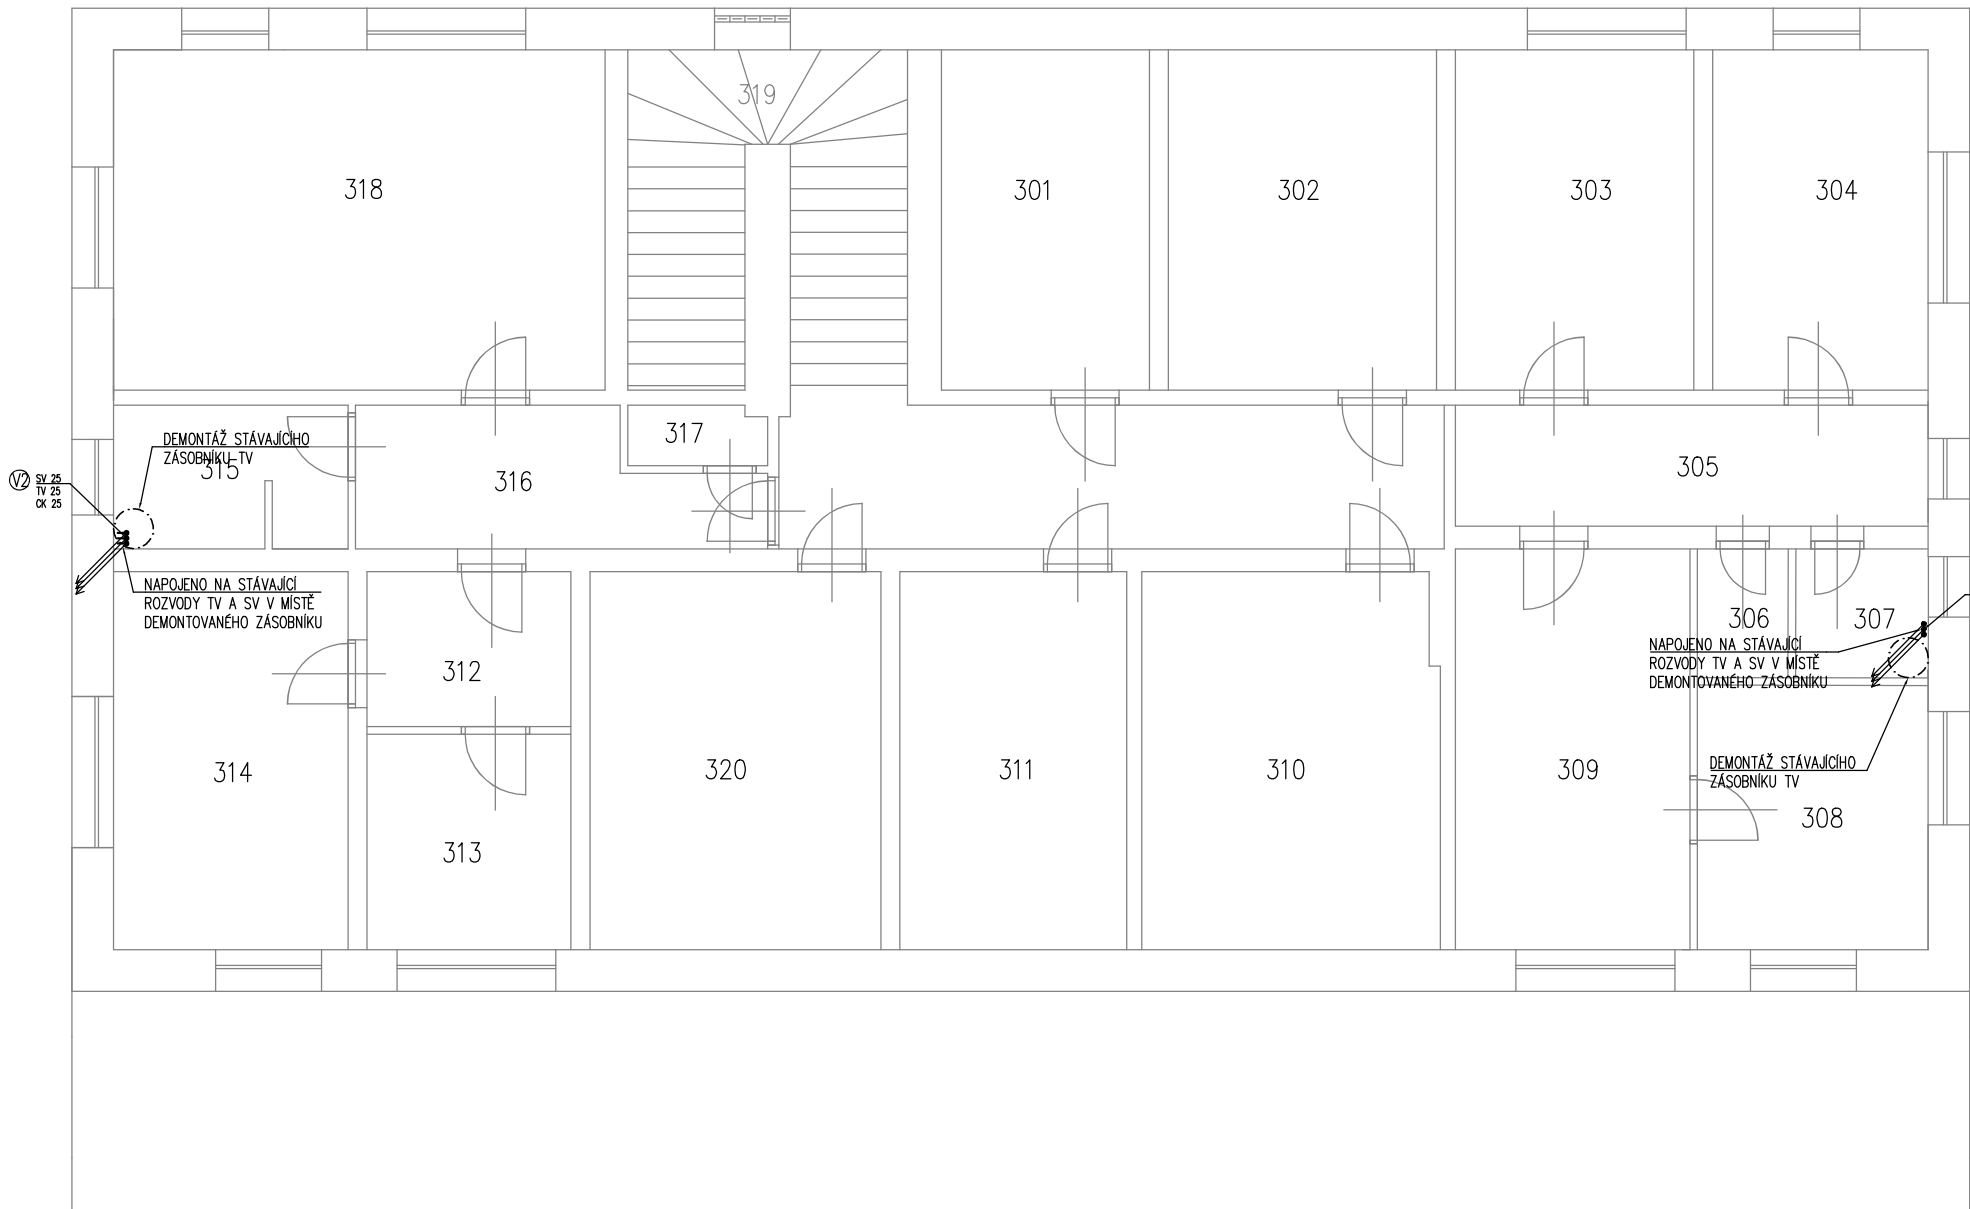 319
318
301
302
303
304
DEMONTÁŽ STÁVAJÍCÍHO
ZÁSOBNÍKU TV
315
317
316
305
V2
SV 25
TV 25
CK 25
NAPOJENO NA STÁVAJÍCÍ
ROZVODY TV A SV V MÍSTĚ
DEMONTOVANÉHO ZÁSOBNÍKU
306
307
NAPOJENO NA STÁVAJÍCÍ
ROZVODY TV A SV V MÍSTĚ
DEMONTOVANÉHO ZÁSOBNÍKU
312
314
320
311
310
309
DEMONTÁŽ STÁVAJÍCÍHO
ZÁSOBNÍKU TV
308
313